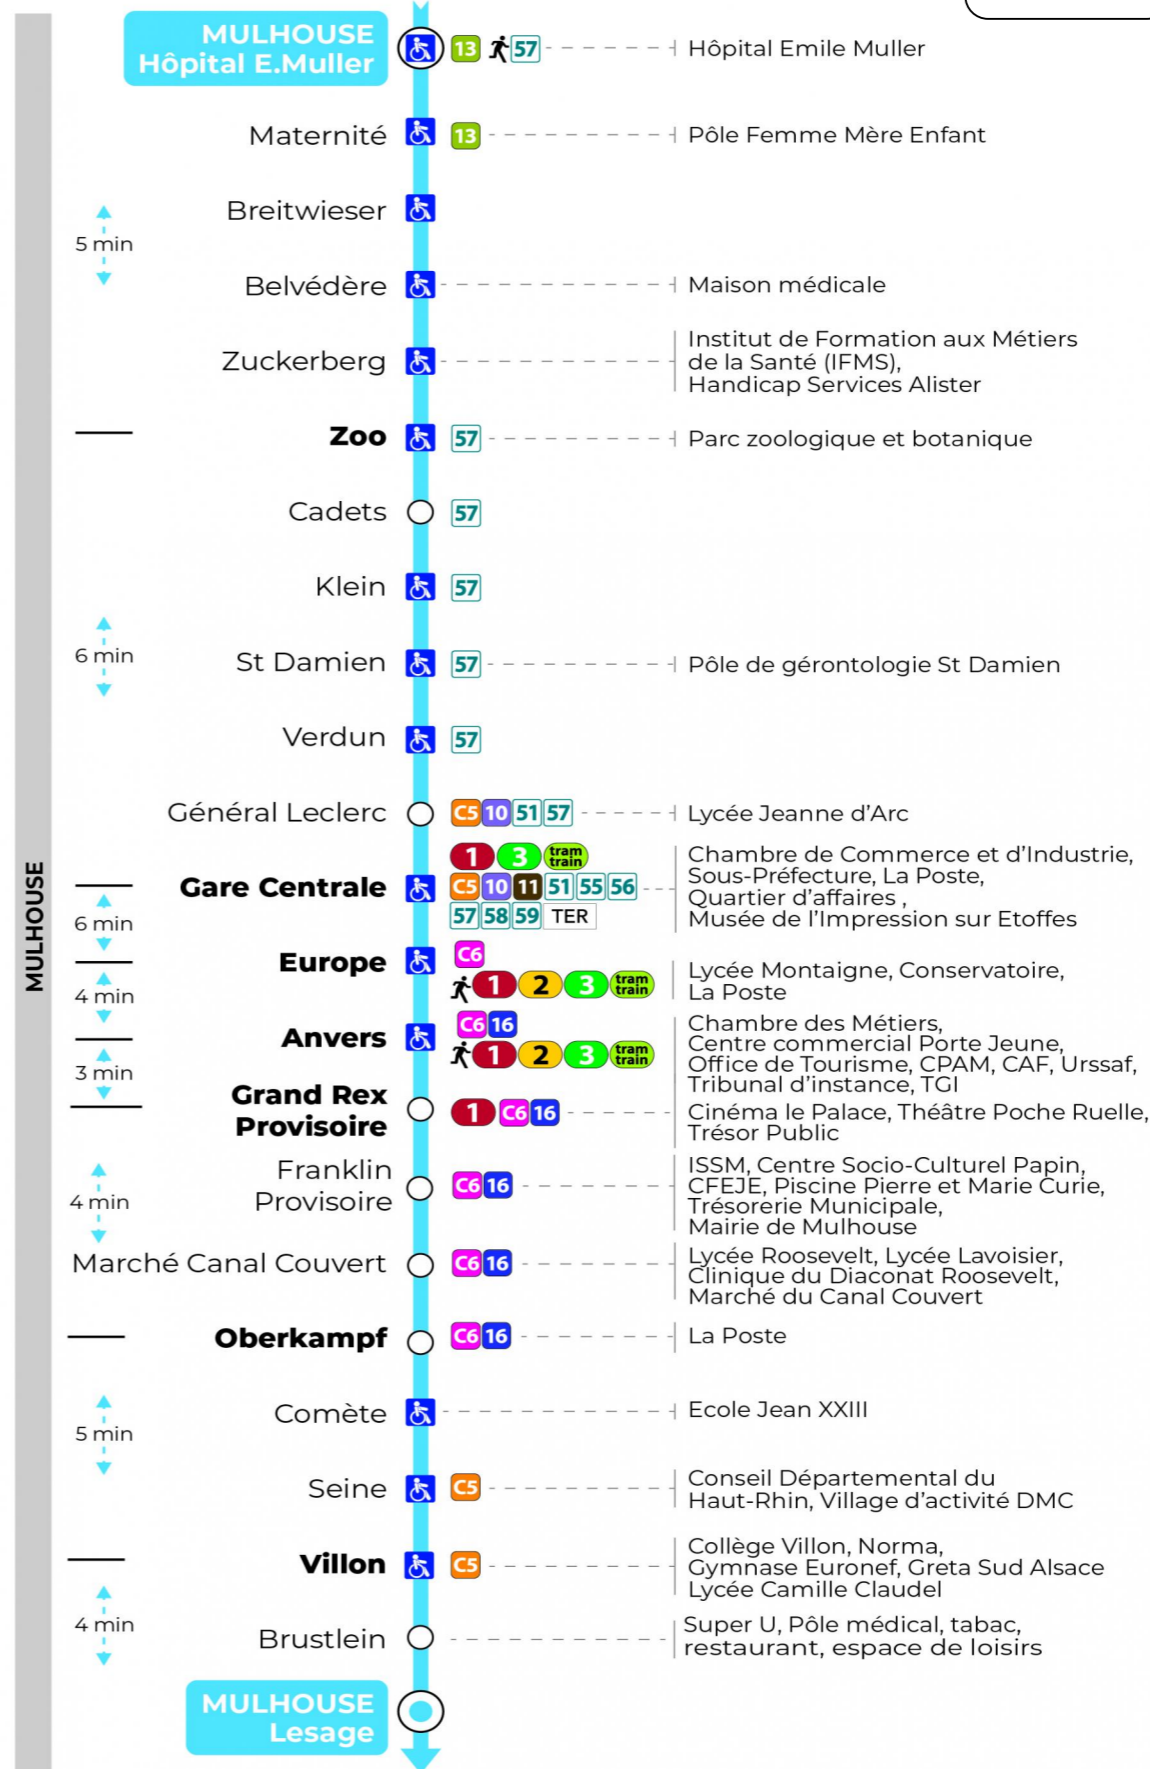 MULHOUSE
Hôpital E.Muller
13 57
Hôpital Emile Muller
Maternité
13
Pôle Femme Mère Enfant
Breitwieser
5 min
Belvédère
Maison médicale
Zuckerberg
Institut de Formation aux Métiers
de la Santé (IFMS),
Handicap Services Alister
Zoo
57
Parc zoologique et botanique
Cadets
57
Klein
57
6 min
St Damien
57
Pôle de gérontologie St Damien
Verdun
57
Général Leclerc
C5 10 51 57
Lycée Jeanne d’Arc
MULHOUSE
Gare Centrale
1 3 tram train
C5 10 11 51 55 56
57 58 59 TER
Chambre de Commerce et d’Industrie,
Sous-Préfecture, La Poste,
Quartier d’affaires ,
Musée de l’Impression sur Etoffes
6 min
Europe
C6
1 2 3 tram train
Lycée Montaigne, Conservatoire,
La Poste
4 min
Anvers
C6 16
1 2 3 tram train
Chambre des Métiers,
Centre commercial Porte Jeune,
Office de Tourisme, CPAM, CAF, Urssaf,
Tribunal d’instance, TGI
3 min
Grand Rex
Provisoire
1 C6 16
Cinéma le Palace, Théâtre Poche Ruelle,
Trésor Public
Franklin
Provisoire
C6 16
ISSM, Centre Socio-Culturel Papin,
CFEJE, Piscine Pierre et Marie Curie,
Trésorerie Municipale,
Mairie de Mulhouse
4 min
Marché Canal Couvert
C6 16
Lycée Roosevelt, Lycée Lavoisier,
Clinique du Diaconat Roosevelt,
Marché du Canal Couvert
Oberkampf
C6 16
La Poste
Comète
Ecole Jean XXIII
5 min
Seine
C5
Conseil Départemental du
Haut-Rhin, Village d’activité DMC
Villon
C5
Collège Villon, Norma,
Gymnase Euronef, Greta Sud Alsace
Lycée Camille Claudel
4 min
Brustlein
Super U, Pôle médical, tabac,
restaurant, espace de loisirs
MULHOUSE
Lesage